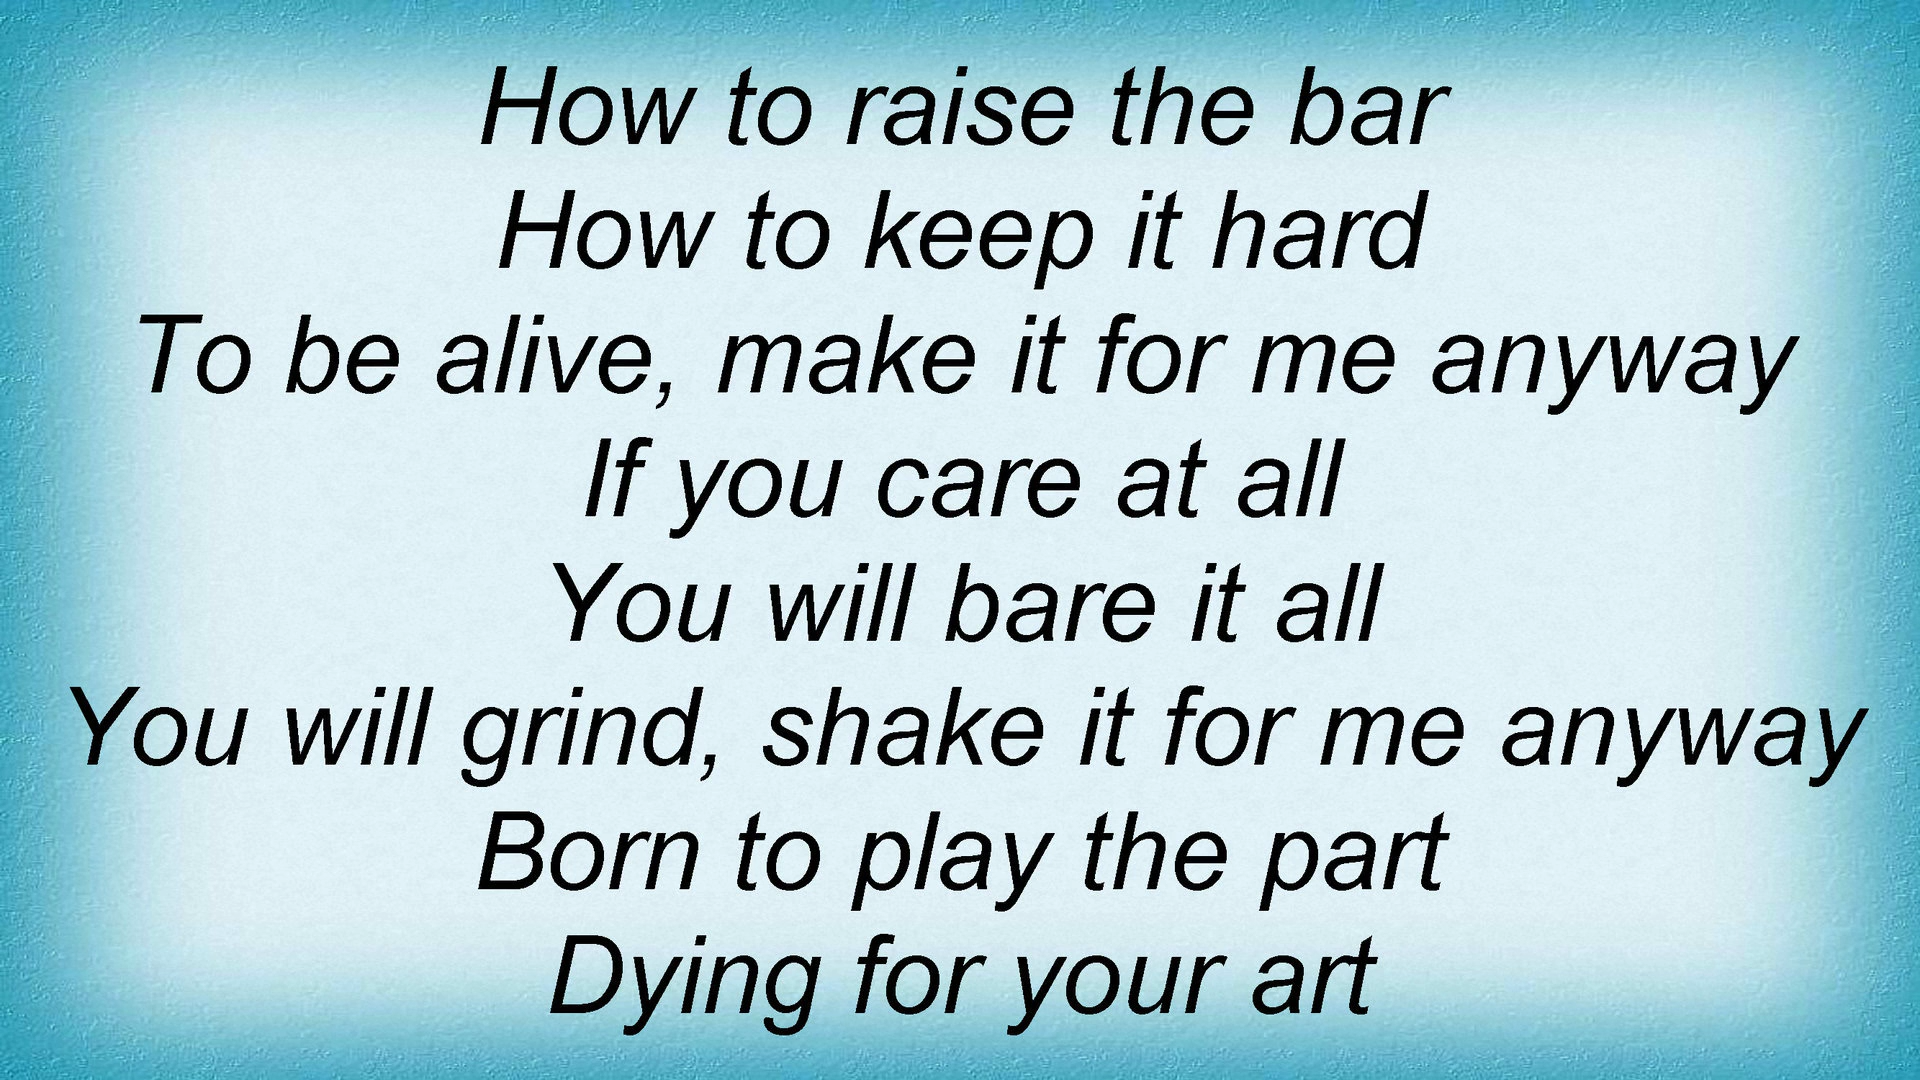 How to raise the bar
How to keep it hard
To be alive, make it for me anyway
If you care at all
You will bare it all
You will grind, shake it for me anyway
Born to play the part
Dying for your art